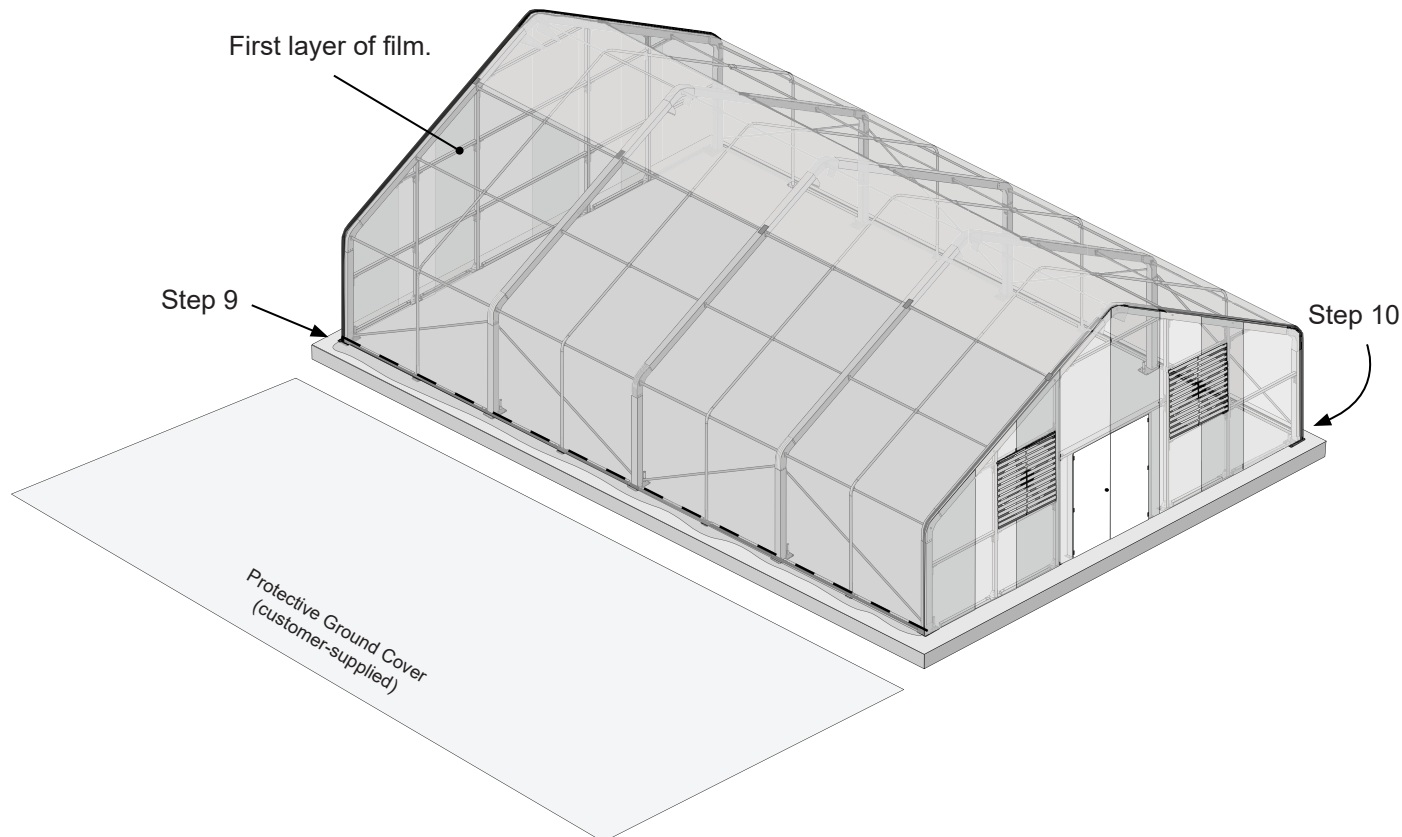 First layer of film.
Step 9
Step 10
Protective Ground Cover
(customer-supplied)